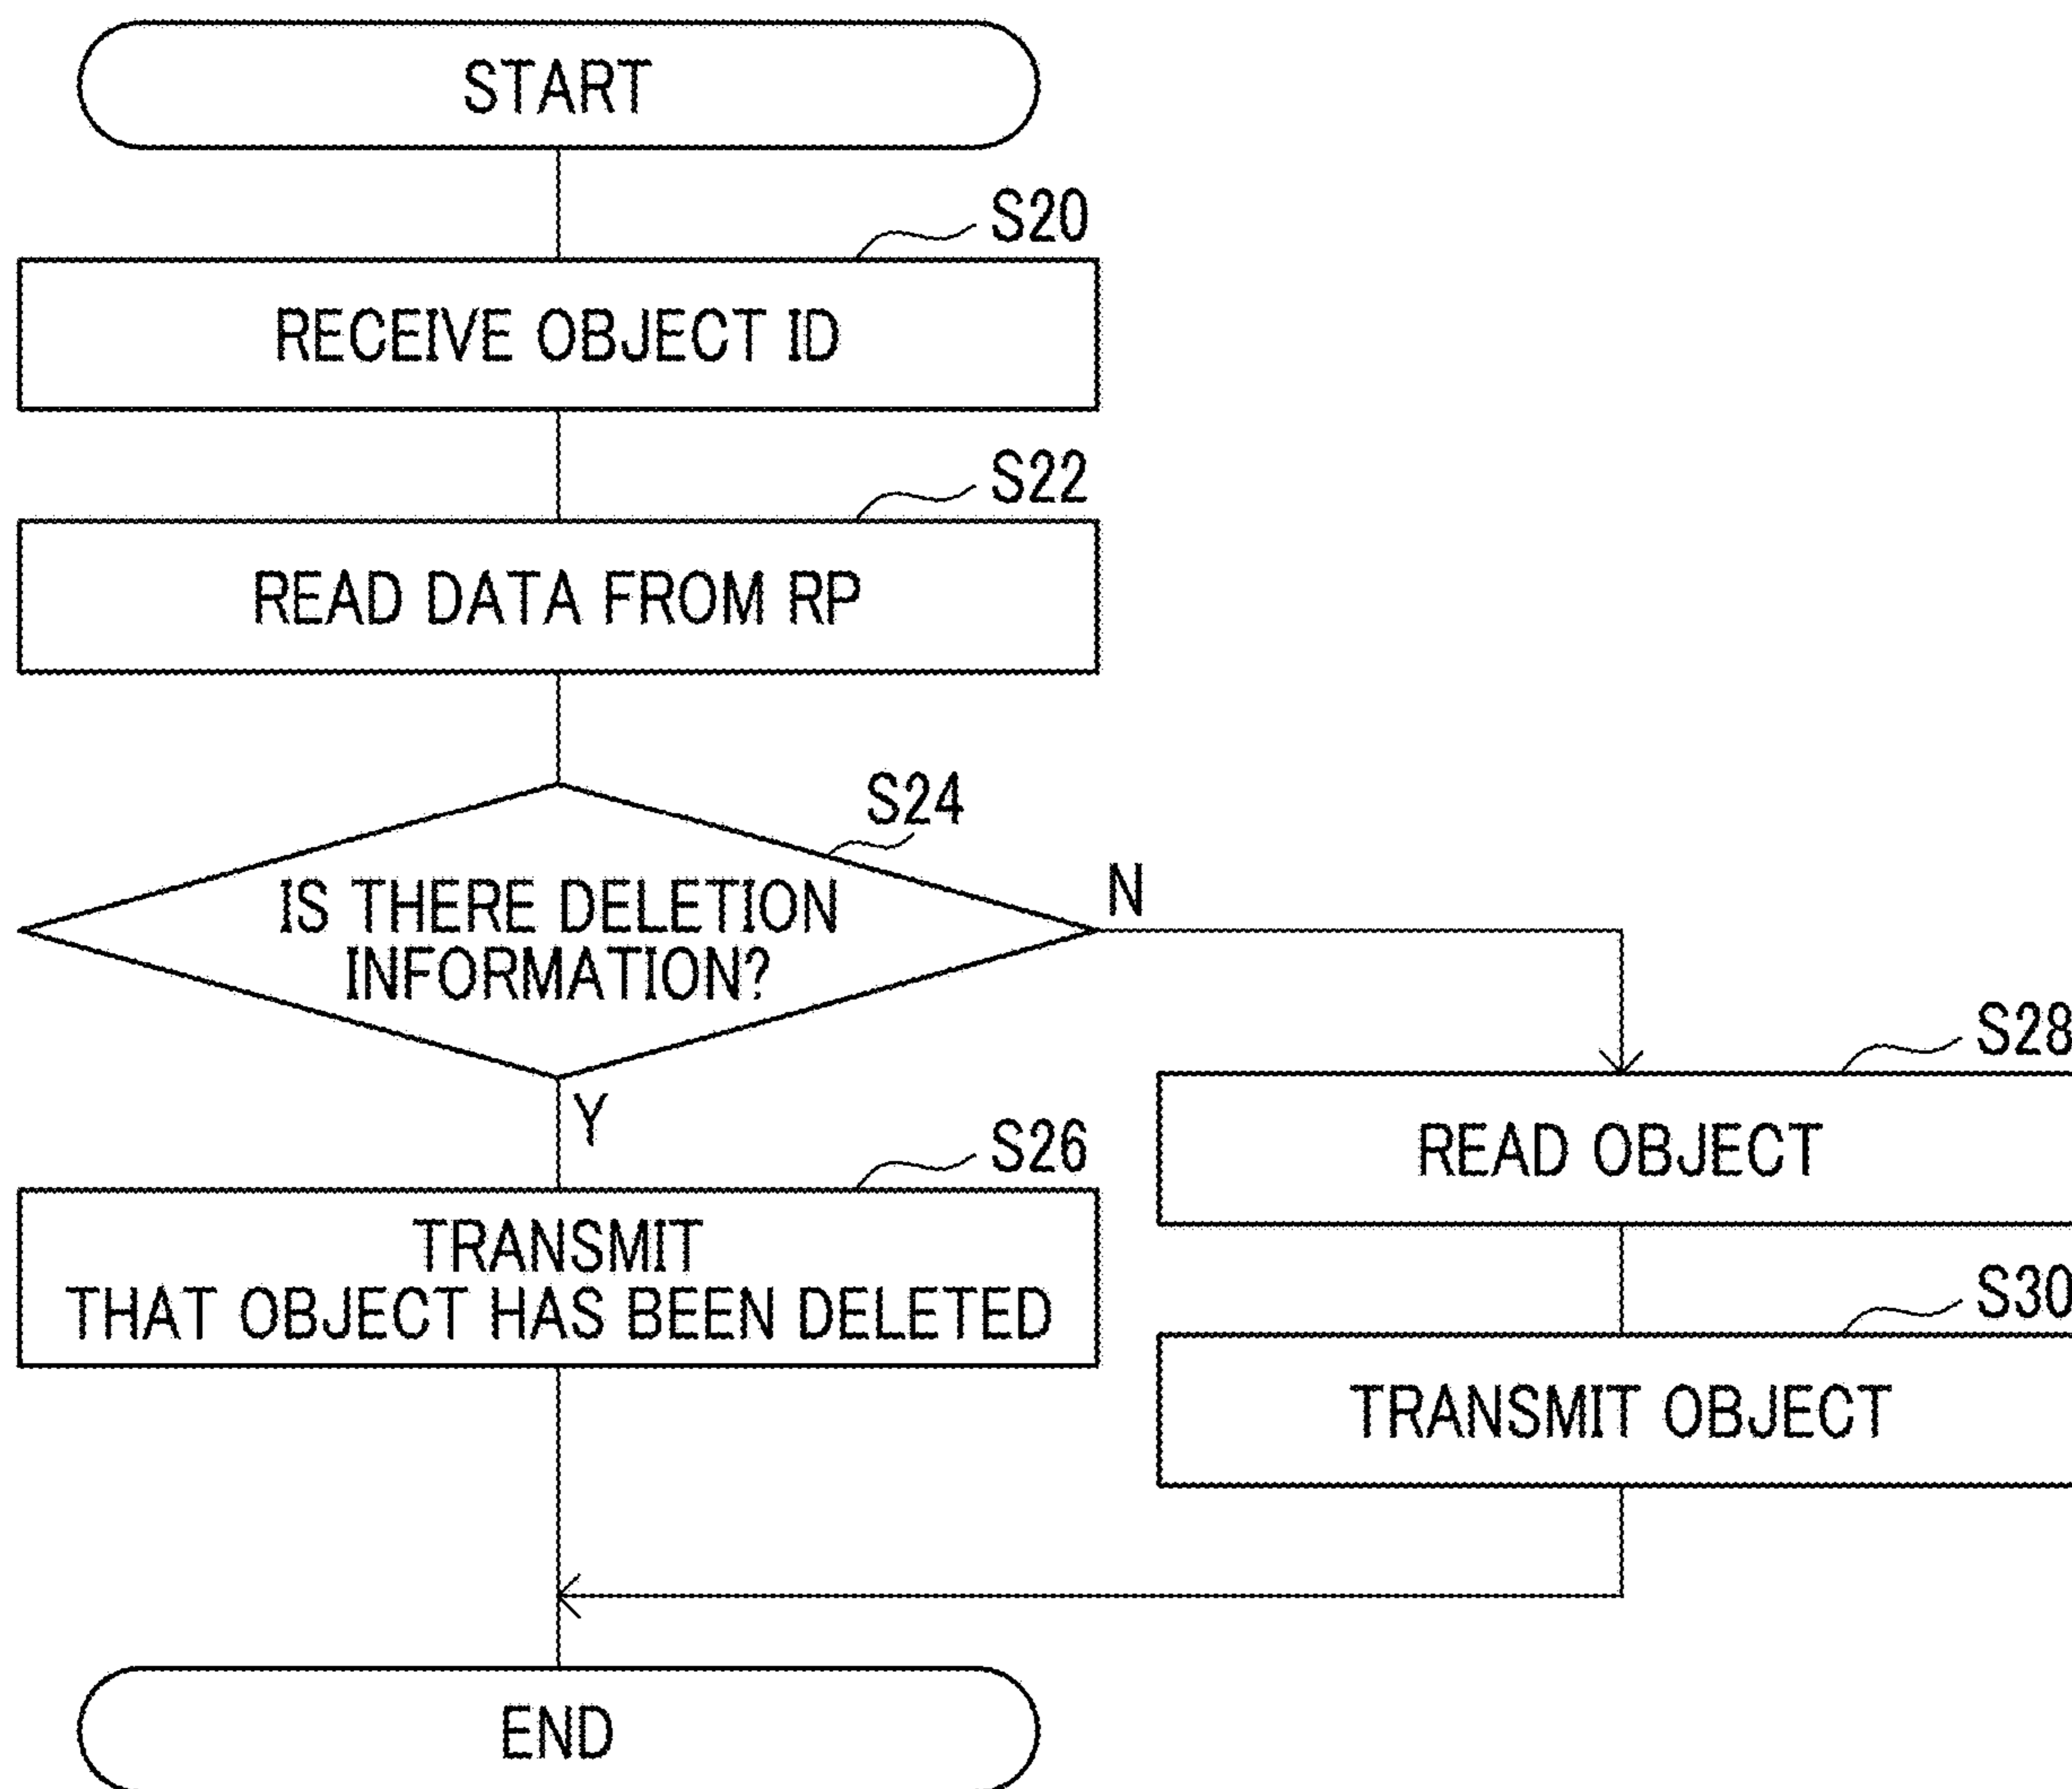 START
S20
RECEIVE OBJECT ID
S22
READ DATA FROM RP
S24
IS THERE DELETION
INFORMATION?
N
Y
S26
TRANSMIT
THAT OBJECT HAS BEEN DELETED
S28
READ OBJECT
S30
TRANSMIT OBJECT
END